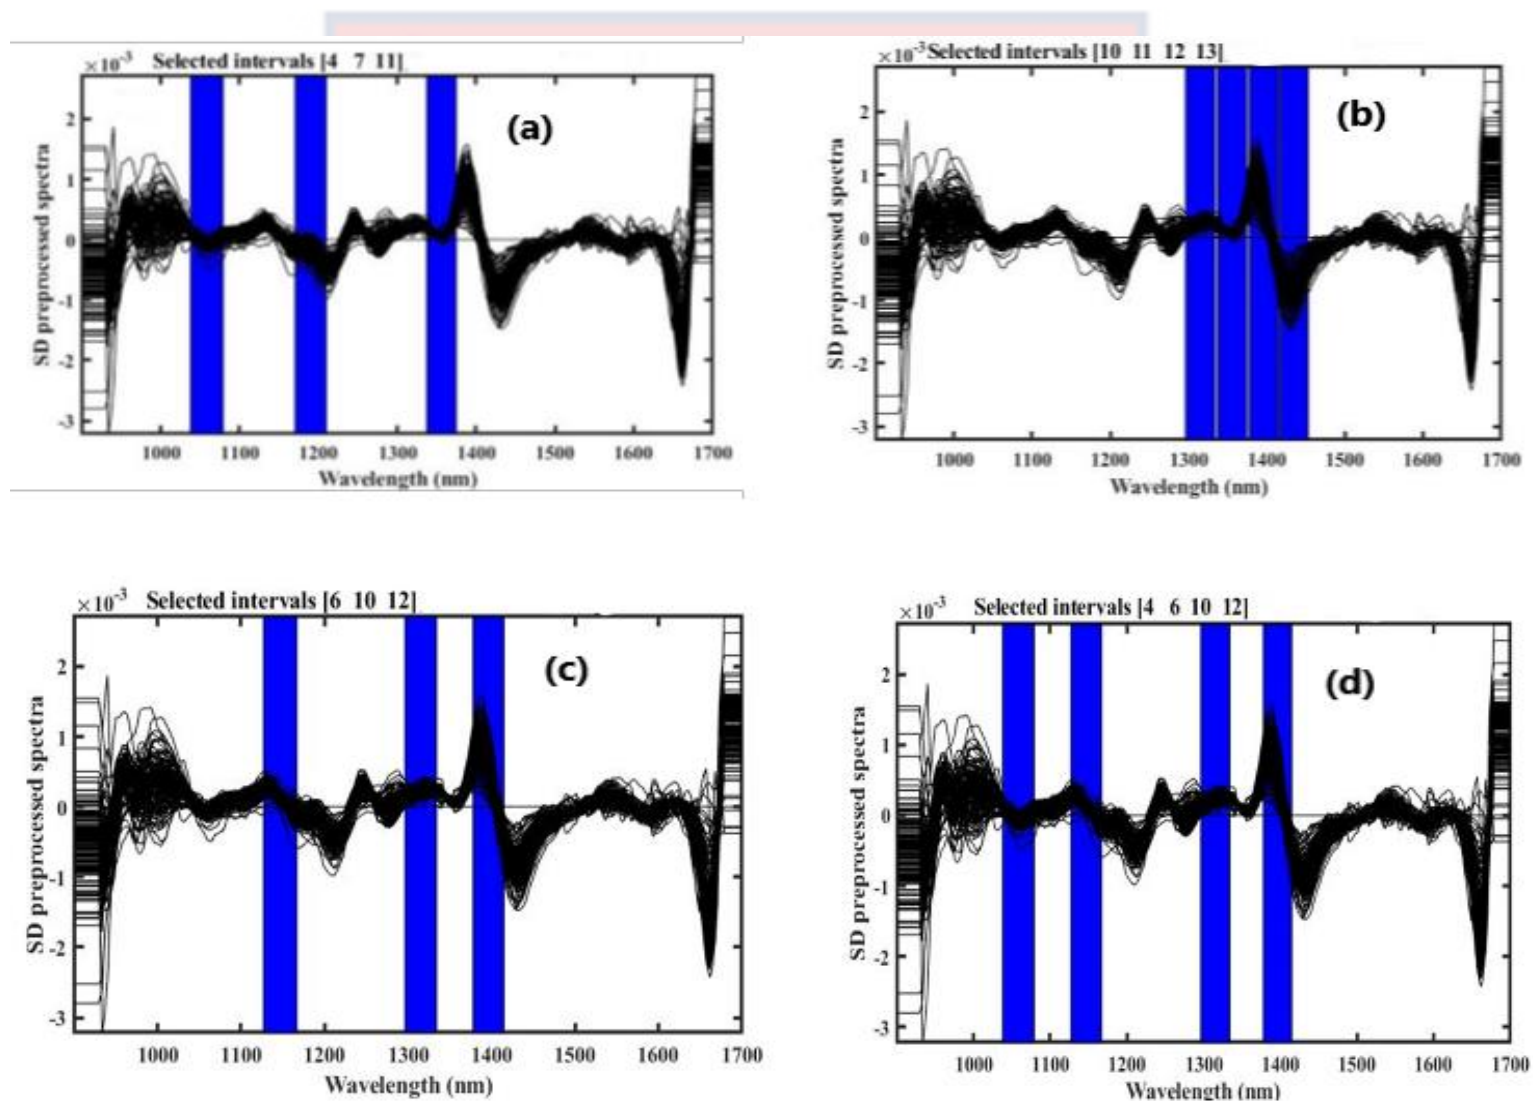 ×10-3 Selected intervals [4 7 11]
(a)
SD preprocessed spectra
2
1
0
-1
-2
-3
1000 1100 1200 1300 1400 1500 1600 1700
Wavelength (nm)
×10-3 Selected intervals [10 11 12 13]
(b)
SD preprocessed spectra
2
1
0
-1
-2
-3
1000 1100 1200 1300 1400 1500 1600 1700
Wavelength (nm)
×10-3 Selected intervals [6 10 12]
(c)
SD preprocessed spectra
2
1
0
-1
-2
-3
1000 1100 1200 1300 1400 1500 1600 1700
Wavelength (nm)
×10-3 Selected intervals [4 6 10 12]
(d)
SD preprocessed spectra
2
1
0
-1
-2
-3
1000 1100 1200 1300 1400 1500 1600 1700
Wavelength (nm)